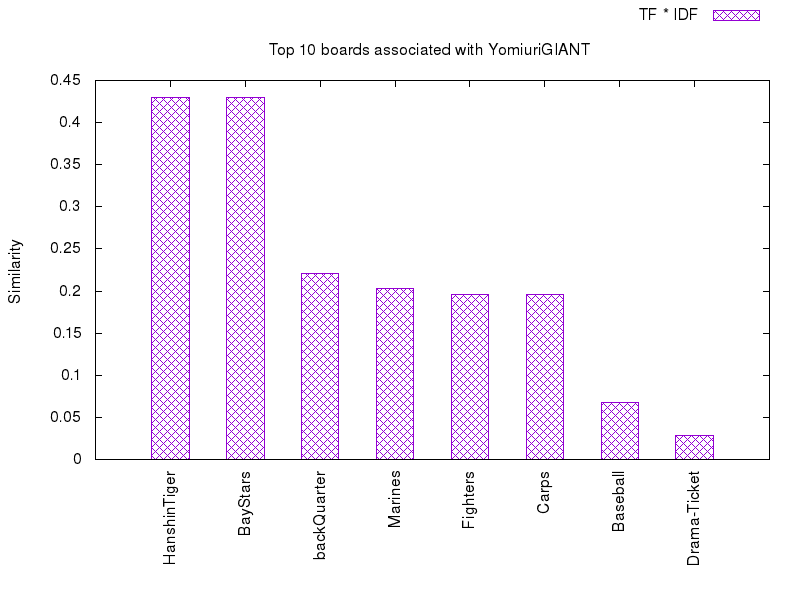 TF * IDF
Top 10 boards associated with YomiuriGIANT
Similarity
0.45
0.4
0.35
0.3
0.25
0.2
0.15
0.1
0.05
0
HanshinTiger
BayStars
backQuarter
Marines
Fighters
Carps
Baseball
Drama-Ticket